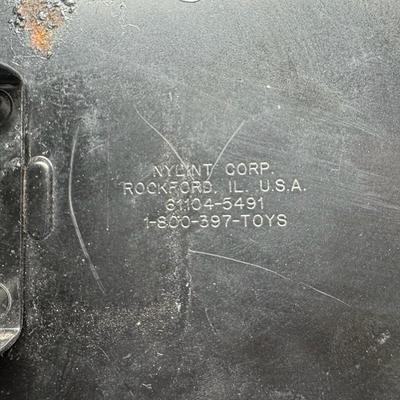 NYLINT CORP.
ROCKFORD, IL. U.S.A.
61104-5491
1-800-397-TOYS